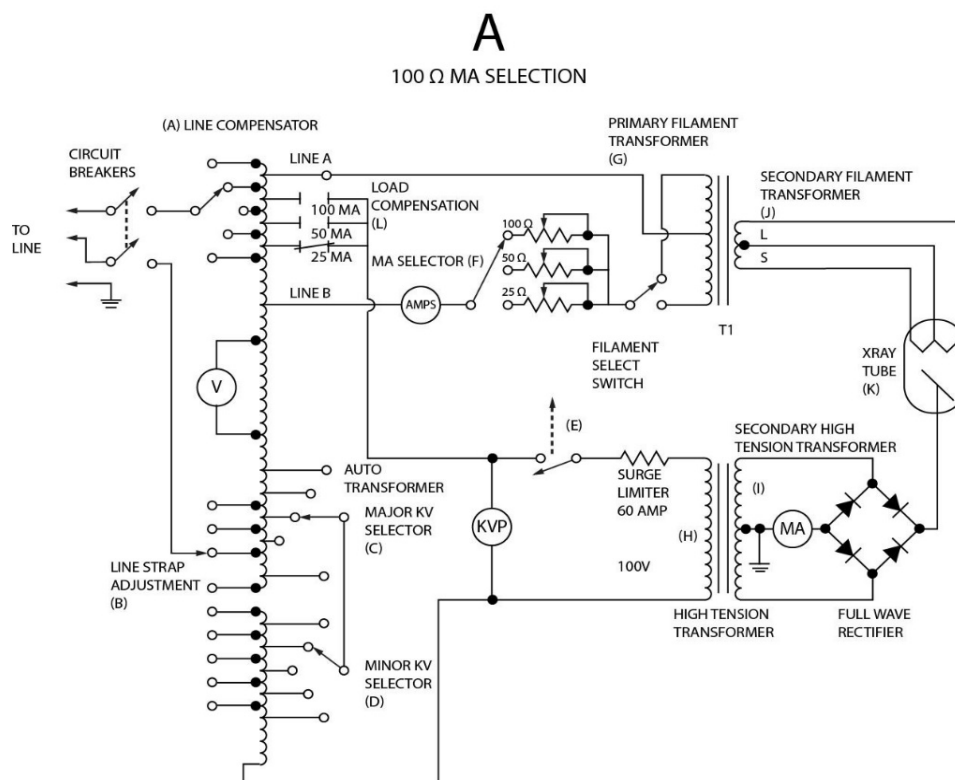 A
100 Ω MA SELECTION
(A) LINE COMPENSATOR
CIRCUIT
BREAKERS
TO
LINE
LINE A
LOAD
COMPENSATION
(L)
100 MA
50 MA
25 MA
MA SELECTOR (F)
LINE B
AMPS
100 Ω
50 Ω
25 Ω
PRIMARY FILAMENT
TRANSFORMER
(G)
SECONDARY FILAMENT
TRANSFORMER
(J)
L
S
T1
FILAMENT
SELECT
SWITCH
XRAY
TUBE
(K)
V
(E)
AUTO
TRANSFORMER
MAJOR KV
SELECTOR
(C)
LINE STRAP
ADJUSTMENT
(B)
MINOR KV
SELECTOR
(D)
KVP
SURGE
LIMITER
60 AMP
SECONDARY HIGH
TENSION TRANSFORMER
(I)
(H)
MA
100V
HIGH TENSION
TRANSFORMER
FULL WAVE
RECTIFIER